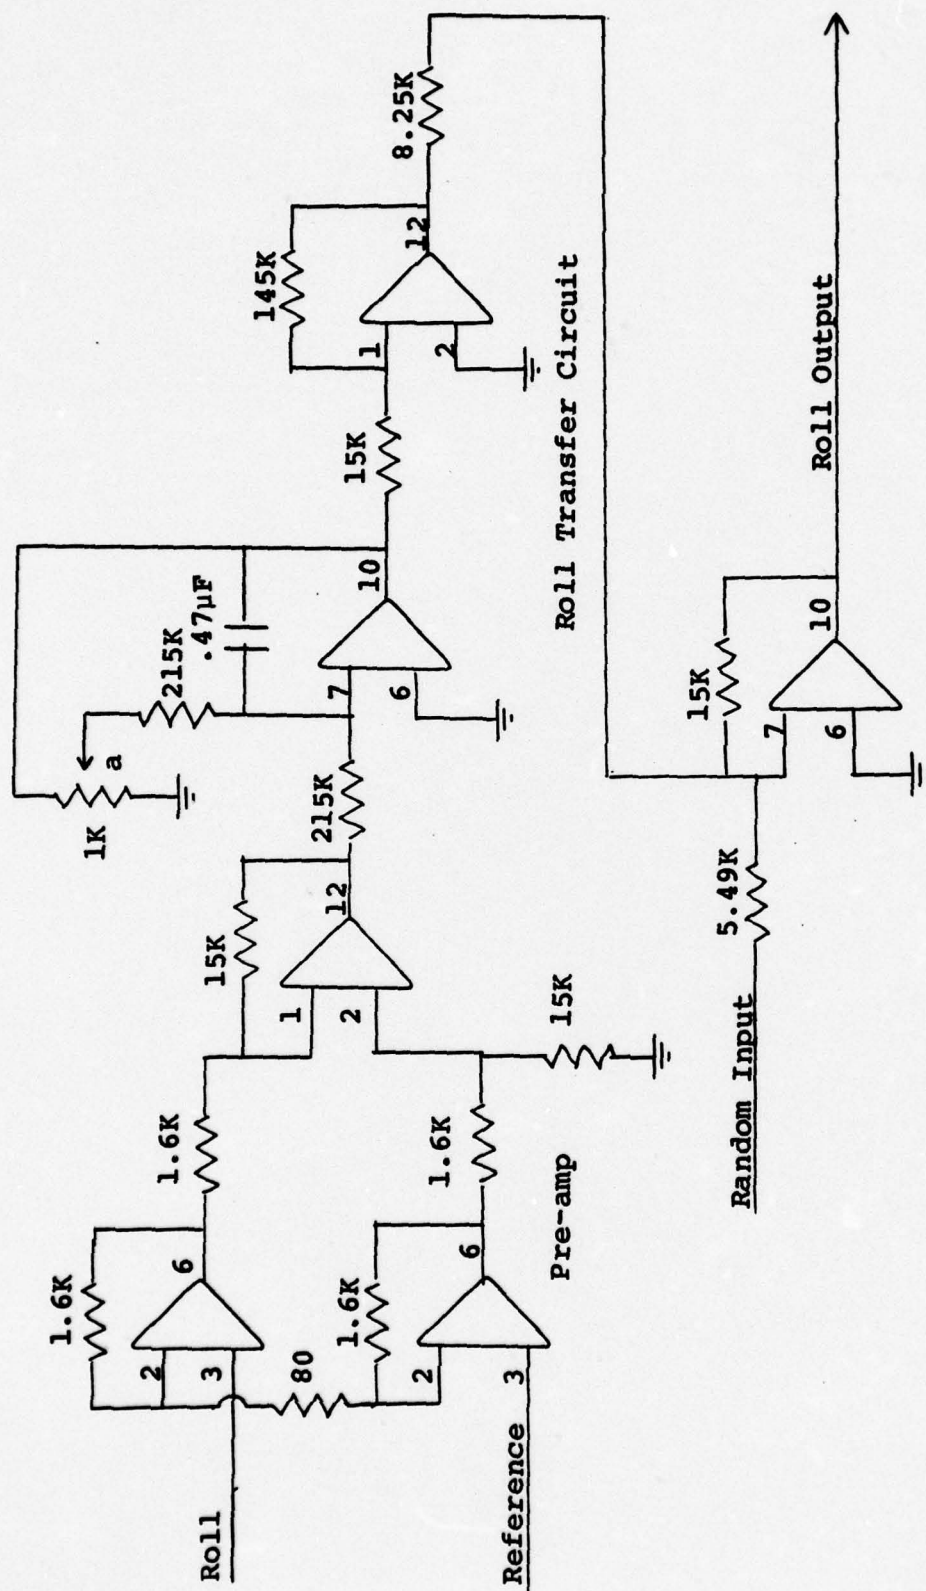 Roll
Reference
2
3
6
1.6K
80
2
3
6
1.6K
1.6K
1.6K
Pre-amp
1
2
12
15K
15K
215K
1K
a
215K
.47µF
7
6
10
15K
1
2
12
145K
8.25K
Roll Transfer Circuit
Random Input
5.49K
7
6
10
15K
Roll Output